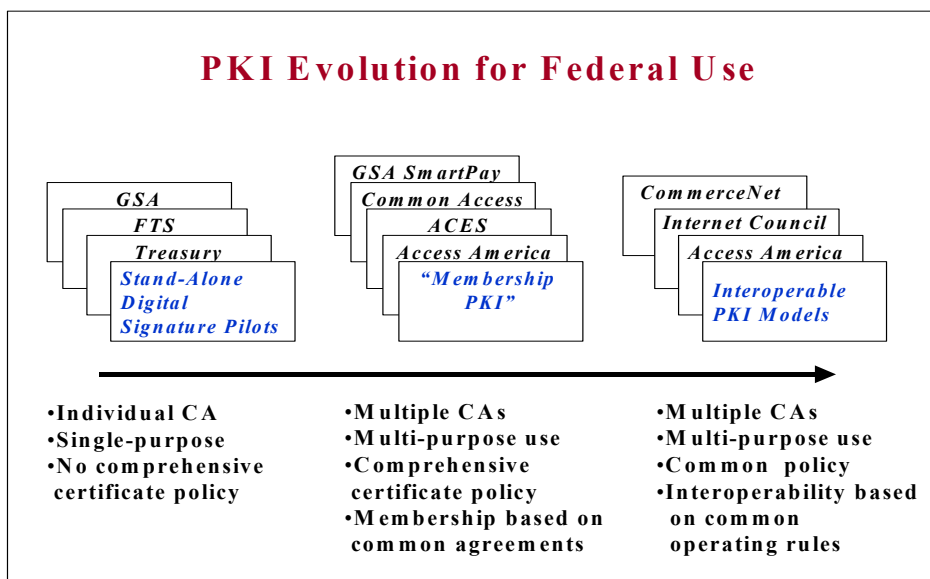 PKI Evolution for Federal Use
GSA
FTS
Treasury
Stand-Alone
Digital
Signature Pilots
GSA SmartPay
Common Access
ACES
Access America
“Membership
PKI”
CommerceNet
Internet Council
Access America
Interoperable
PKI Models
•Individual CA
•Single-purpose
•No comprehensive
certificate policy
•Multiple CAs
•Multi-purpose use
•Comprehensive
certificate policy
•Membership based on
common agreements
•Multiple CAs
•Multi-purpose use
•Common policy
•Interoperability based
on common
operating rules